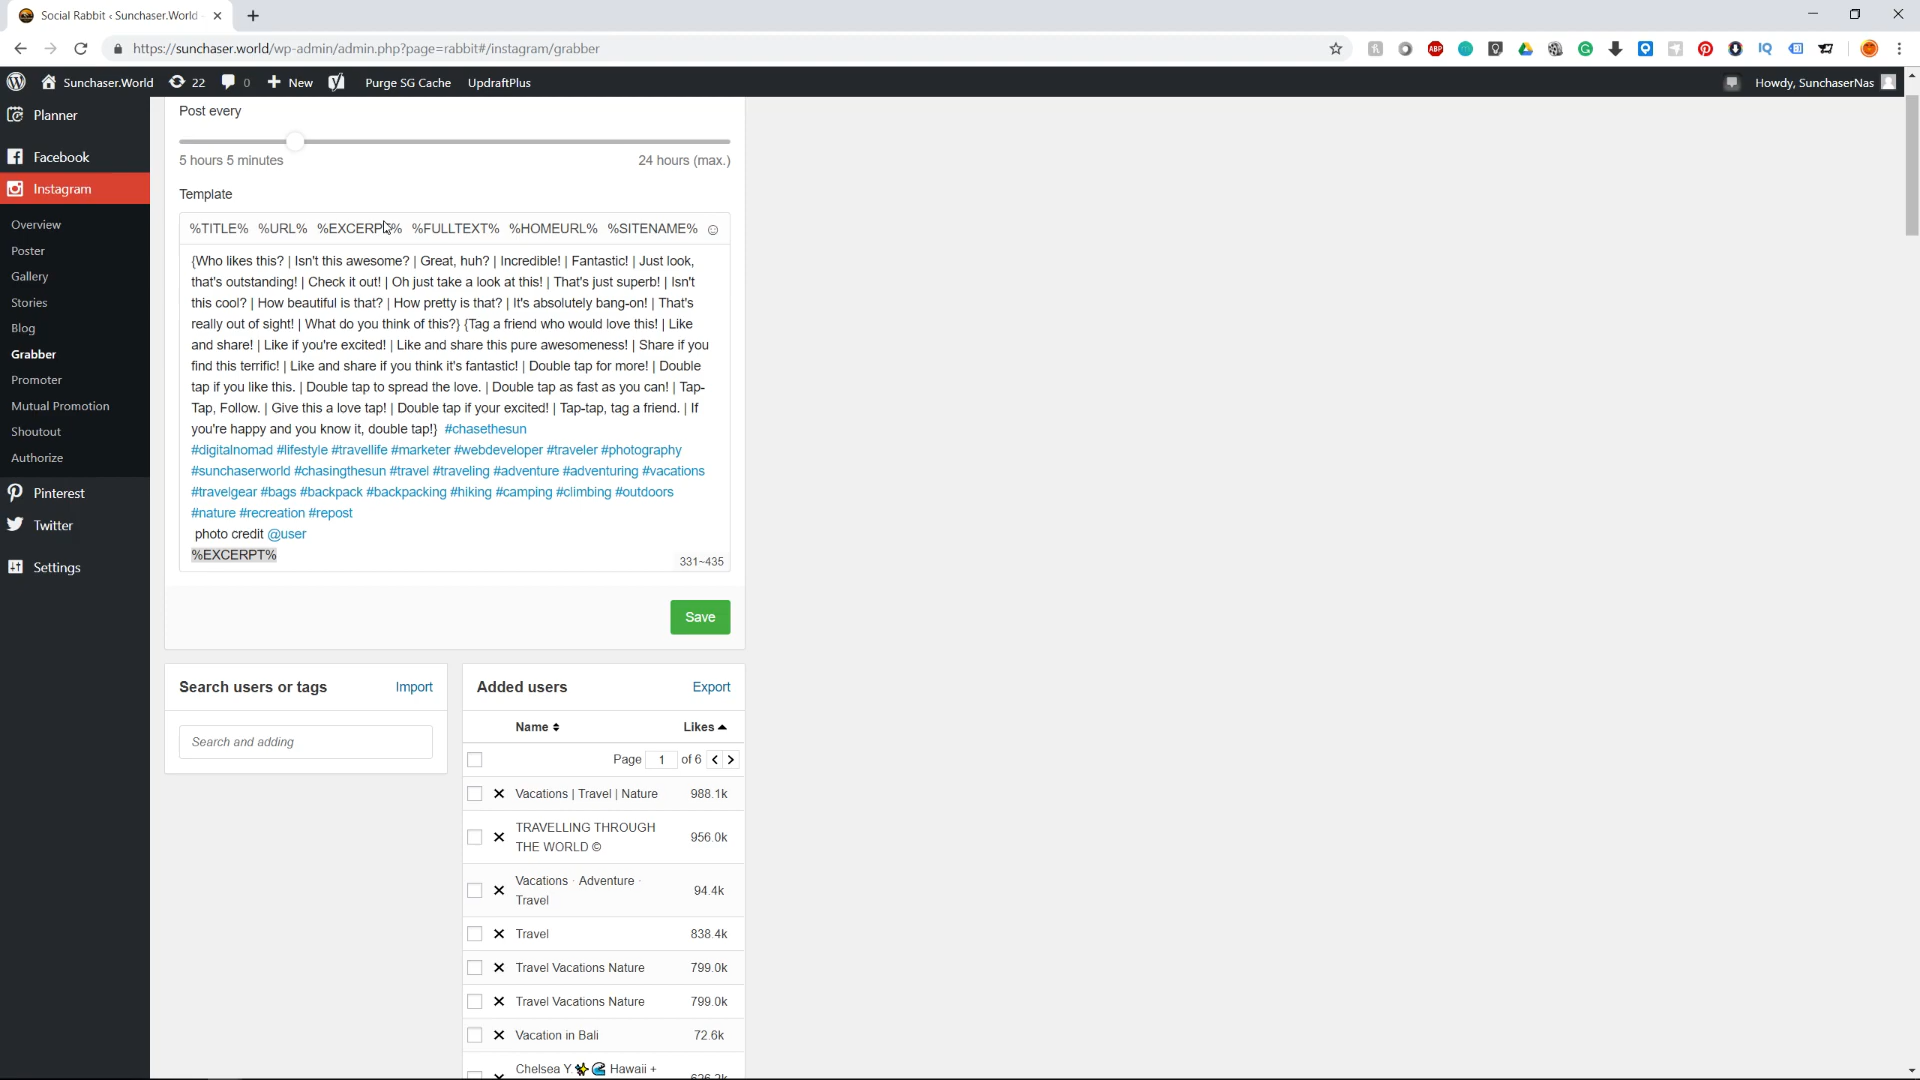 Social Rabbit ‹ Sunchaser.World
https://sunchaser.world/wp-admin/admin.php?page=rabbit#/instagram/grabber
ABP
IQ
Sunchaser.World 22 0 New Purge SG Cache UpdraftPlus
Howdy, SunchaserNas
Planner
Facebook
Instagram
Overview
Poster
Gallery
Stories
Blog
Grabber
Promoter
Mutual Promotion
Shoutout
Authorize
Pinterest
Twitter
Settings
Post every
5 hours 5 minutes 24 hours (max.)
Template
%TITLE% %URL% %EXCERPT% %FULLTEXT% %HOMEURL% %SITENAME% ☺
{Who likes this? | Isn't this awesome? | Great, huh? | Incredible! | Fantastic! | Just look,
that's outstanding! | Check it out! | Oh just take a look at this! | That's just superb! | Isn't
this cool? | How beautiful is that? | How pretty is that? | It's absolutely bang-on! | That's
really out of sight! | What do you think of this?} {Tag a friend who would love this! | Like
and share! | Like if you're excited! | Like and share this pure awesomeness! | Share if you
find this terrific! | Like and share if you think it's fantastic! | Double tap for more! | Double
tap if you like this. | Double tap to spread the love. | Double tap as fast as you can! | Tap-
Tap, Follow. | Give this a love tap! | Double tap if your excited! | Tap-tap, tag a friend. | If
you're happy and you know it, double tap!} #chasethesun
#digitalnomad #lifestyle #travellife #marketer #webdeveloper #traveler #photography
#sunchaserworld #chasingthesun #travel #traveling #adventure #adventuring #vacations
#travelgear #bags #backpack #backpacking #hiking #camping #climbing #outdoors
#nature #recreation #repost
photo credit @user
%EXCERPT%
331~435
Save
Search users or tags Import
Search and adding
Added users Export
Name Likes
Page 1 of 6
Vacations | Travel | Nature 988.1k
TRAVELLING THROUGH
THE WORLD © 956.0k
Vacations · Adventure ·
Travel 94.4k
Travel 838.4k
Travel Vacations Nature 799.0k
Travel Vacations Nature 799.0k
Vacation in Bali 72.6k
Chelsea Y.✨🌊 Hawaii +